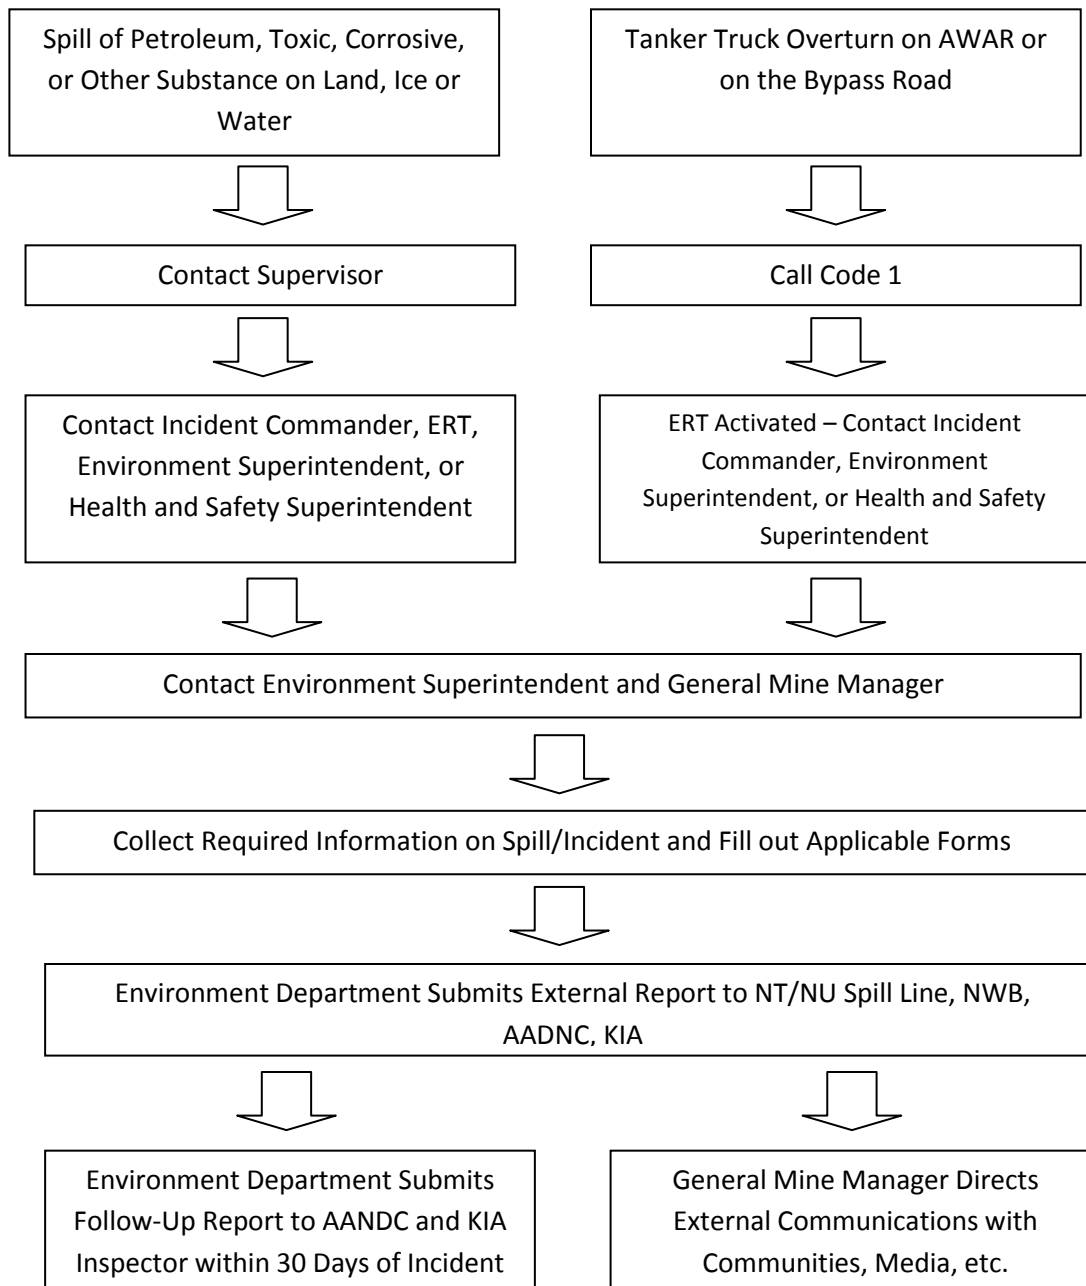 Spill of Petroleum, Toxic, Corrosive,
or Other Substance on Land, Ice or
Water
Tanker Truck Overturn on AWAR or
on the Bypass Road
Contact Supervisor
Call Code 1
Contact Incident Commander, ERT,
Environment Superintendent, or
Health and Safety Superintendent
ERT Activated – Contact Incident
Commander, Environment
Superintendent, or Health and Safety
Superintendent
Contact Environment Superintendent and General Mine Manager
Collect Required Information on Spill/Incident and Fill out Applicable Forms
Environment Department Submits External Report to NT/NU Spill Line, NWB,
AADNC, KIA
Environment Department Submits
Follow-Up Report to AANDC and KIA
Inspector within 30 Days of Incident
General Mine Manager Directs
External Communications with
Communities, Media, etc.